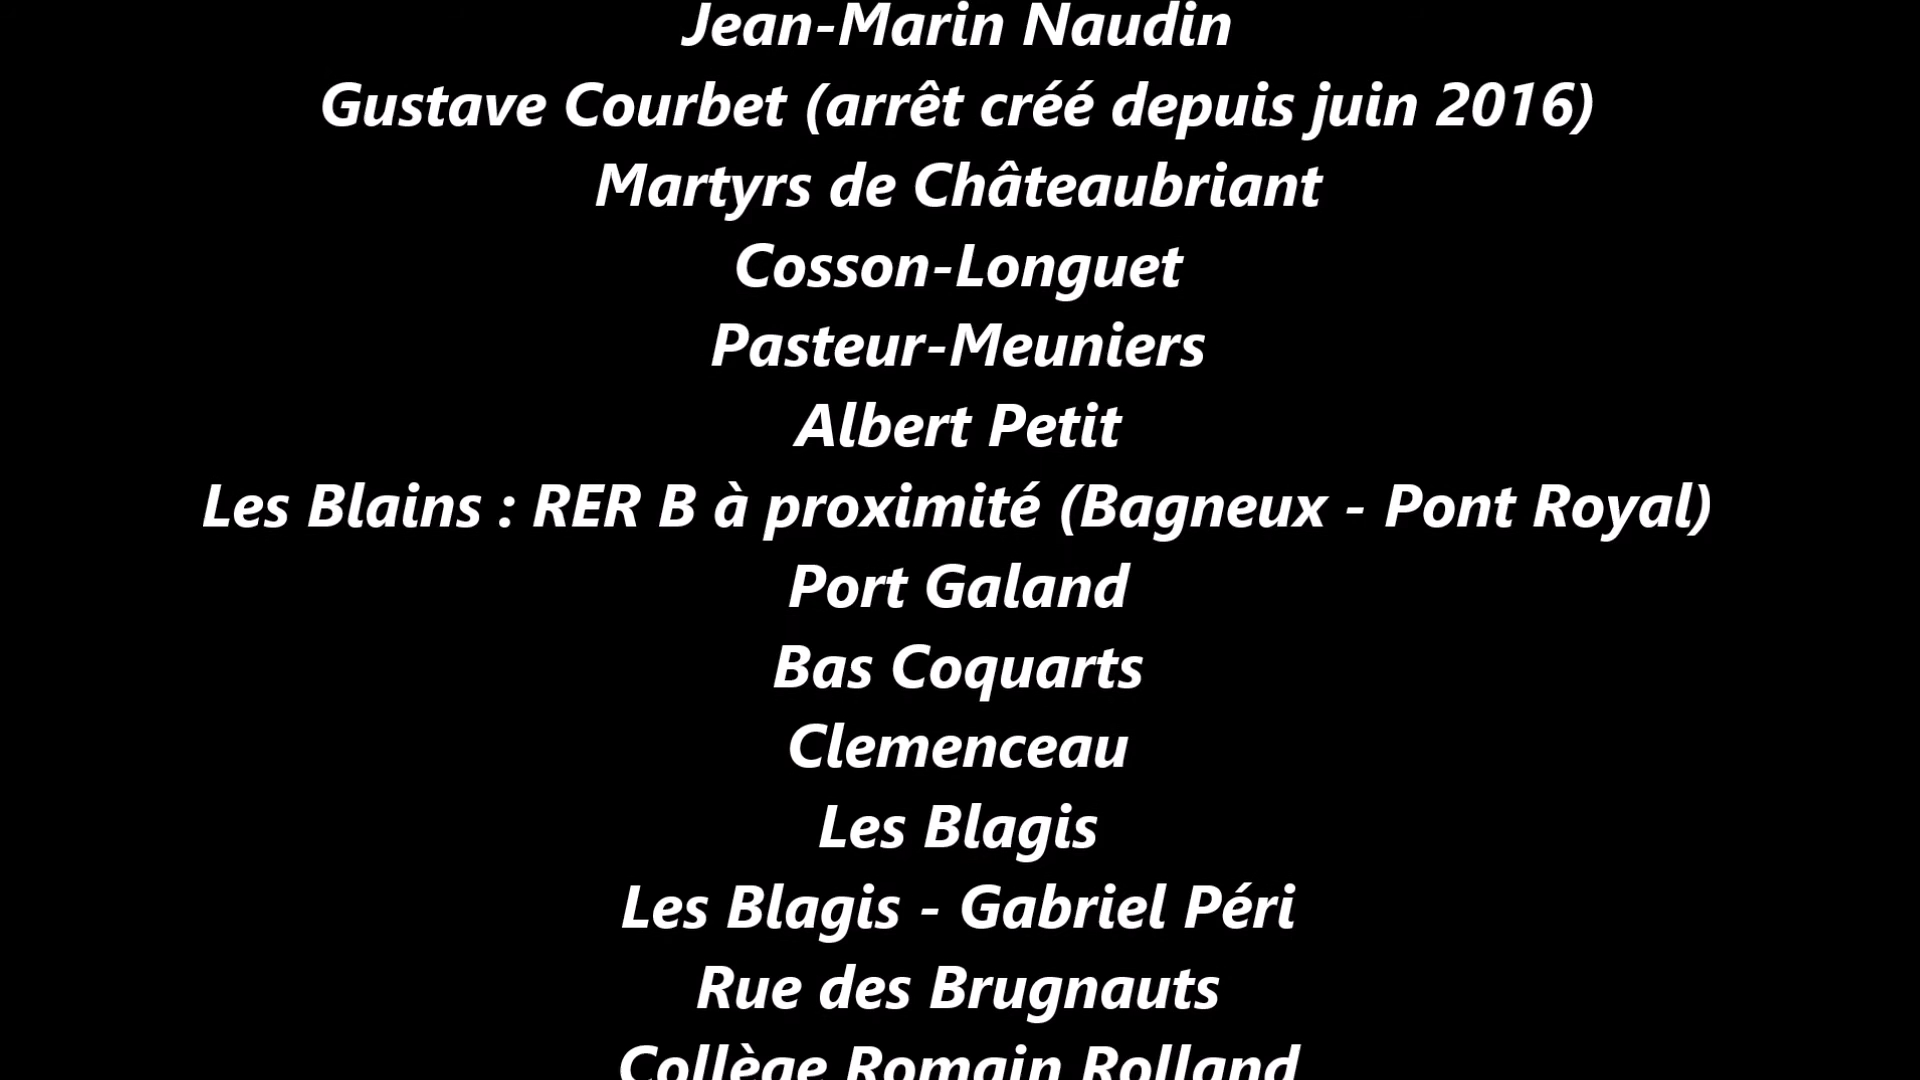 Jean-Marin Naudin
Gustave Courbet (arrêt créé depuis juin 2016)
Martyrs de Châteaubriant
Cosson-Longuet
Pasteur-Meuniers
Albert Petit
Les Blains : RER B à proximité (Bagneux - Pont Royal)
Port Galand
Bas Coquarts
Clemenceau
Les Blagis
Les Blagis - Gabriel Péri
Rue des Brugnauts
Collège Romain Rolland